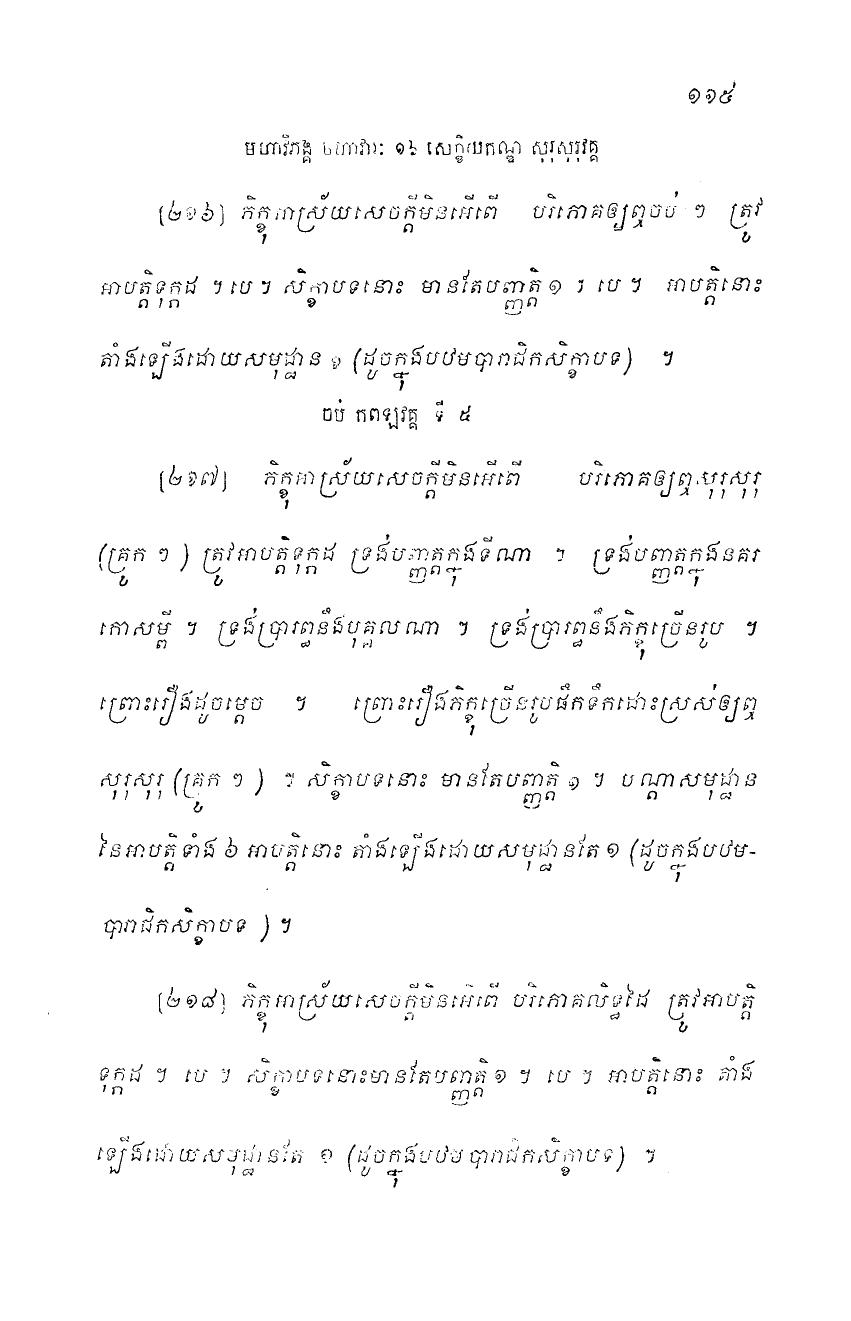 ១១៩
មហាវិភង្គ មហាវារៈ ១៦ សេក្ខិយកណ្ឌ សុរុសុរុវគ្គ
[២១៦] ភិក្ខុអាស្រ័យសេចក្តីមិនអើពើ បរិភោគឲ្យឮចប់ ៗ ត្រូវ
អាបត្តិទុក្កដ ។ បេ ។ សិក្ខាបទនោះ មានតែបញ្ញត្តិ ១ ។ បេ ។ អាបត្តិនោះ
តាំងឡើងដោយសមុដ្ឋាន ១ (ដូចក្នុងបឋមបារាជិកសិក្ខាបទ) ។
ចប់ កពឡវគ្គ ទី ៥
[២១៧] ភិក្ខុអាស្រ័យសេចក្តីមិនអើពើ បរិភោគឲ្យឮសុរុសុរុ
(គ្រូក ៗ ) ត្រូវអាបត្តិទុក្កដ ទ្រង់បញ្ញត្តក្នុងទីណា ។ ទ្រង់បញ្ញត្តក្នុងនគរ
កោសម្ពី ។ ទ្រង់ប្រារព្ធនឹងបុគ្គលណា ។ ទ្រង់ប្រារព្ធនឹងភិក្ខុច្រើនរូប ។
ព្រោះរឿងដូចម្តេច ។ ព្រោះរឿងភិក្ខុច្រើនរូបផឹកទឹកដោះស្រស់ឲ្យឮ
សុរុសុរុ (គ្រូក ៗ ) ។ សិក្ខាបទនោះ មានតែបញ្ញត្តិ ១ ។ បណ្តាសមុដ្ឋាន
នៃអាបត្តិទាំង ៦ អាបត្តិនោះ តាំងឡើងដោយសមុដ្ឋានតែ ១ (ដូចក្នុងបឋម-
បារាជិកសិក្ខាបទ ) ។
[២១៨] ភិក្ខុអាស្រ័យសេចក្តីមិនអើពើ បរិភោគលិទ្ធដៃ ត្រូវអាបត្តិ
ទុក្កដ ។ បេ ។ សិក្ខាបទនោះមានតែបញ្ញត្តិ ១ ។ បេ ។ អាបត្តិនោះ តាំង
ឡើងដោយសមុដ្ឋានតែ ១ (ដូចក្នុងបឋមបារាជិកសិក្ខាបទ) ។